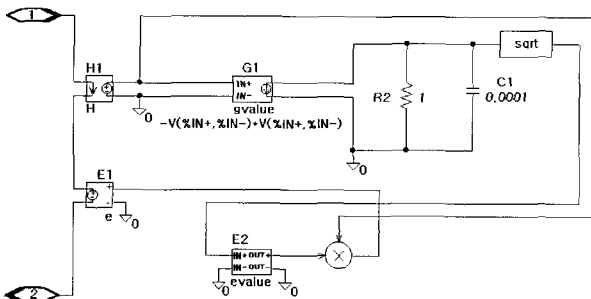 1
H1
H
0
G1
IN+
IN-
gvalue
-V(%IN+,%IN-)*V(%IN+,%IN-)
R2
1
C1
0.0001
sqrt
0
E1
+
-
e
0
E2
IN+ OUT+
IN- OUT-
evalue
0
0
X
2